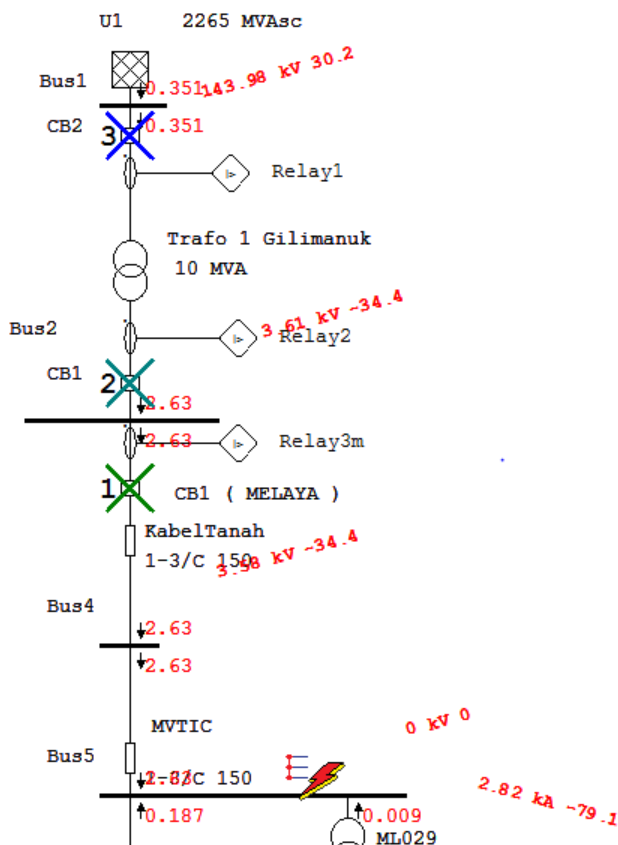 U1 2265 MVAsc
143.98 kV 30.2
Bus1
0.351
CB2
0.351
3
Relay1
Trafo 1 Gilimanuk
10 MVA
3.61 kV ~34.4
Bus2
Relay2
CB1
2
2.63
2.63
Relay3m
1
CB1 ( MELAYA )
KabelTanah
1-3/C 150
3.58 kV ~34.4
Bus4
2.63
2.63
MVTIC
0 kV 0
Bus5
1-3/C 150
2.82 kA ~79.1
0.187
0.009
ML029